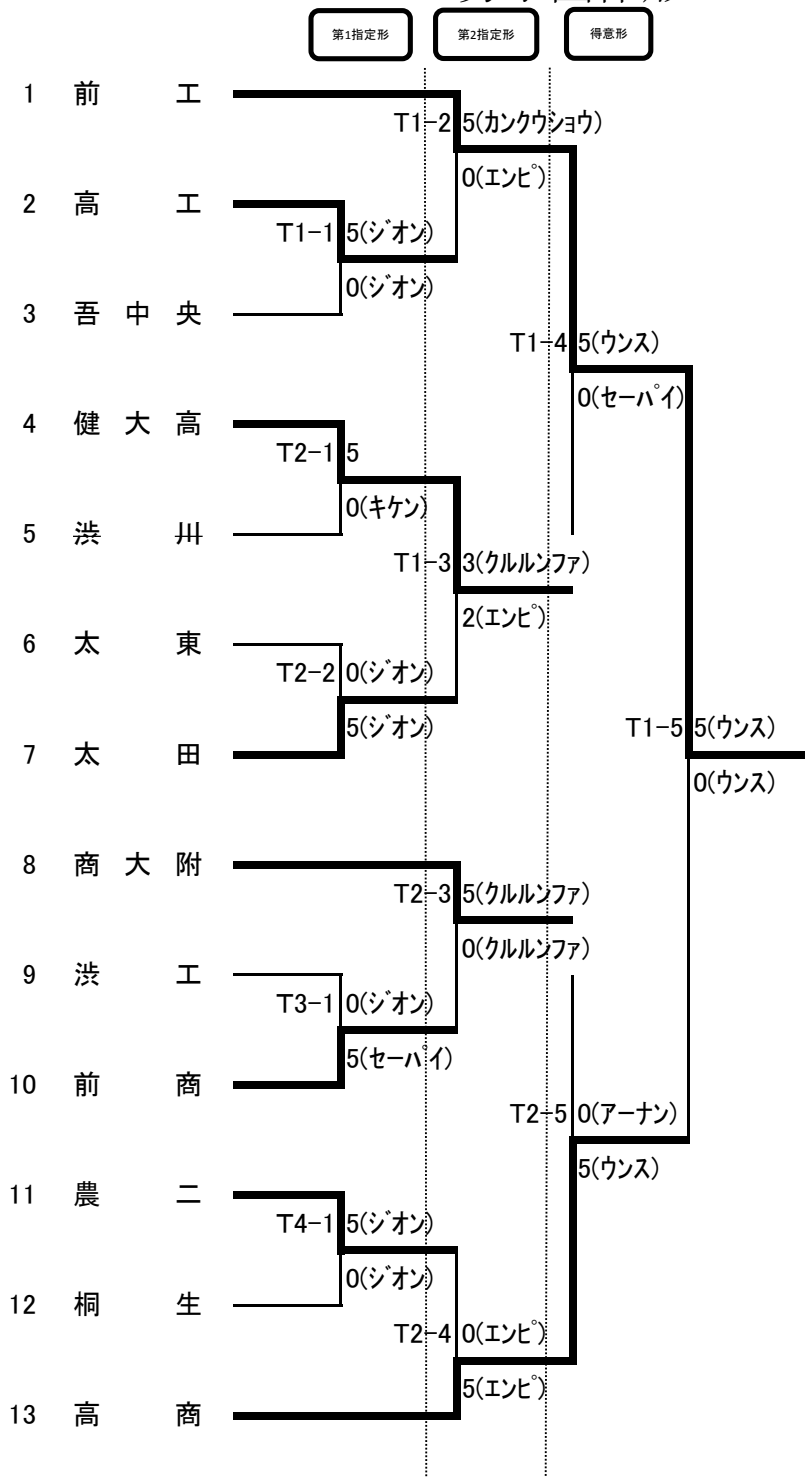 第1指定形 第2指定形 得意形
1 前 工
T1-2 5(カンクウショウ)
0(エンピ)
2 高 工
T1-1 5(ジオン)
0(ジオン)
3 吾 中 央
T1-4 5(ウンス)
0(セーパイ)
4 健 大 高
T2-1 5
0(キケン)
5 渋 川
T1-3 3(クルルンファ)
2(エンピ)
6 太 東
T2-2 0(ジオン)
5(ジオン)
7 太 田
T1-5 5(ウンス)
0(ウンス)
8 商 大 附
T2-3 5(クルルンファ)
0(クルルンファ)
9 渋 工
T3-1 0(ジオン)
5(セーパイ)
10 前 商
T2-5 0(アーナン)
5(ウンス)
11 農 二
T4-1 5(ジオン)
0(ジオン)
12 桐 生
T2-4 0(エンピ)
5(エンピ)
13 高 商